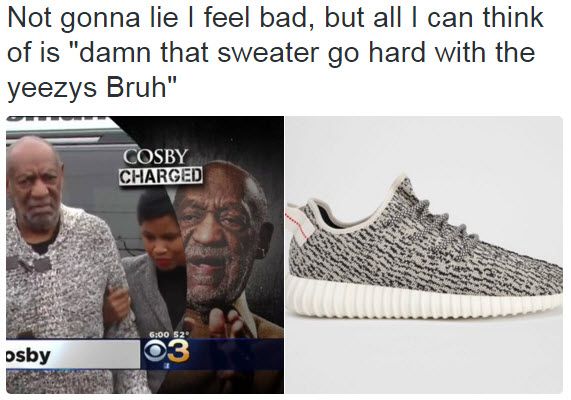 Not gonna lie I feel bad, but all I can think
of is "damn that sweater go hard with the
yeezys Bruh"
COSBY
CHARGED
6:00 52°
osby
3